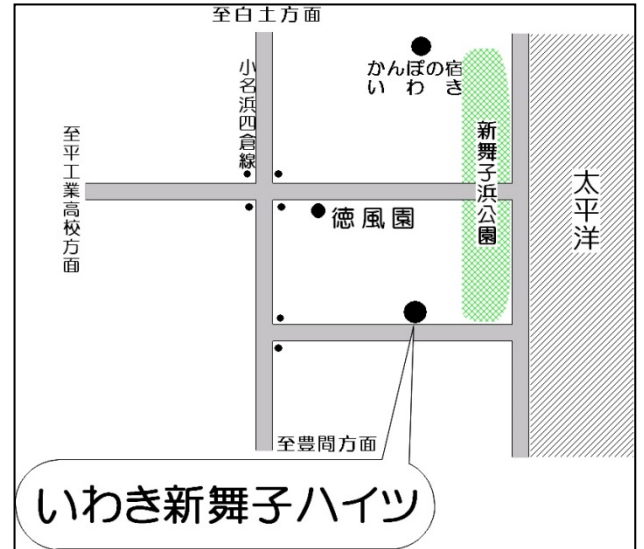 至白土方面
小名浜四倉線
かんぽの宿
いわき
至平工業高校方面
新舞子浜公園
太平洋
徳風園
至豊間方面
いわき新舞子ハイツ